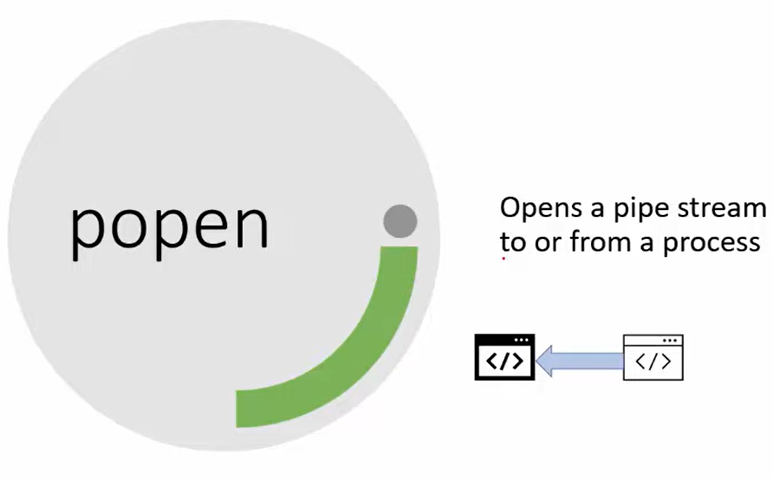 popen
Opens a pipe stream
to or from a process
</>
</>